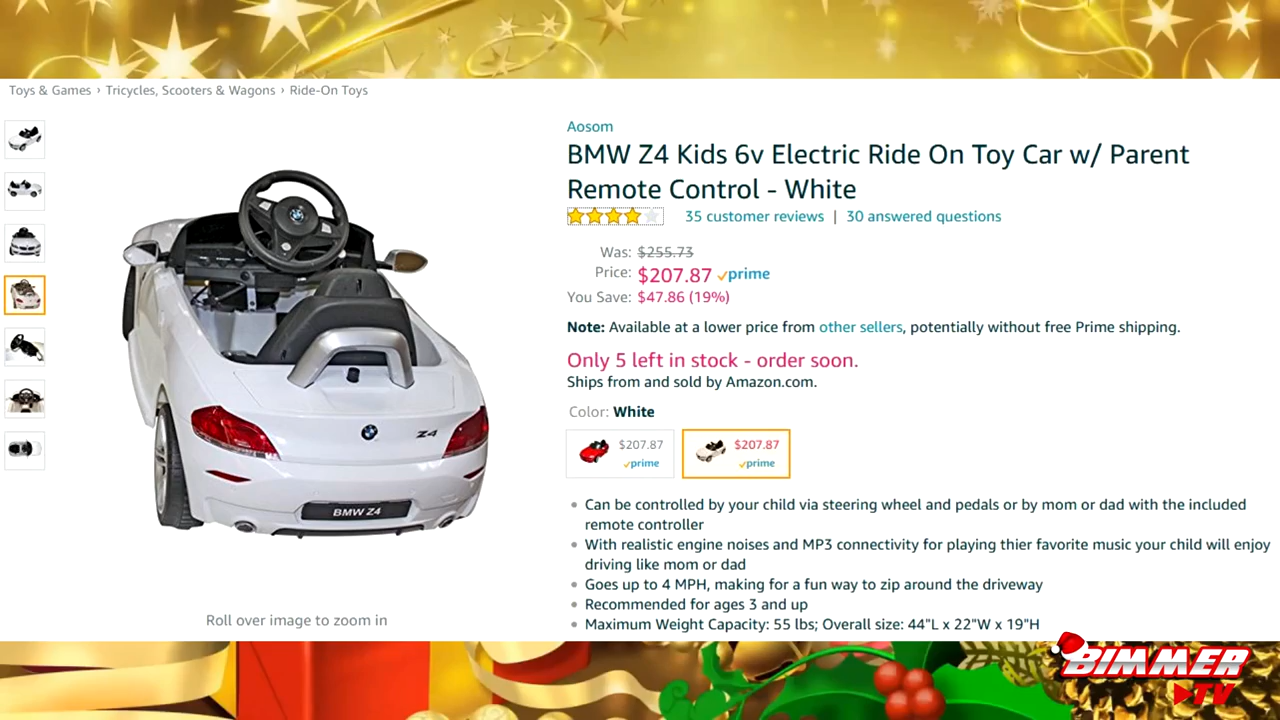 Toys & Games › Tricycles, Scooters & Wagons › Ride-On Toys
Aosom
BMW Z4 Kids 6v Electric Ride On Toy Car w/ Parent
Remote Control - White
35 customer reviews | 30 answered questions
Was: $255.73
Price: $207.87 prime
You Save: $47.86 (19%)
Note: Available at a lower price from other sellers, potentially without free Prime shipping.
Only 5 left in stock - order soon.
Ships from and sold by Amazon.com.
Color: White
$207.87
prime
$207.87
prime
Z4
BMW Z4
Can be controlled by your child via steering wheel and pedals or by mom or dad with the included
remote controller
With realistic engine noises and MP3 connectivity for playing thier favorite music your child will enjoy
driving like mom or dad
Goes up to 4 MPH, making for a fun way to zip around the driveway
Recommended for ages 3 and up
Maximum Weight Capacity: 55 lbs; Overall size: 44"L x 22"W x 19"H
Roll over image to zoom in
BIMMER
TV